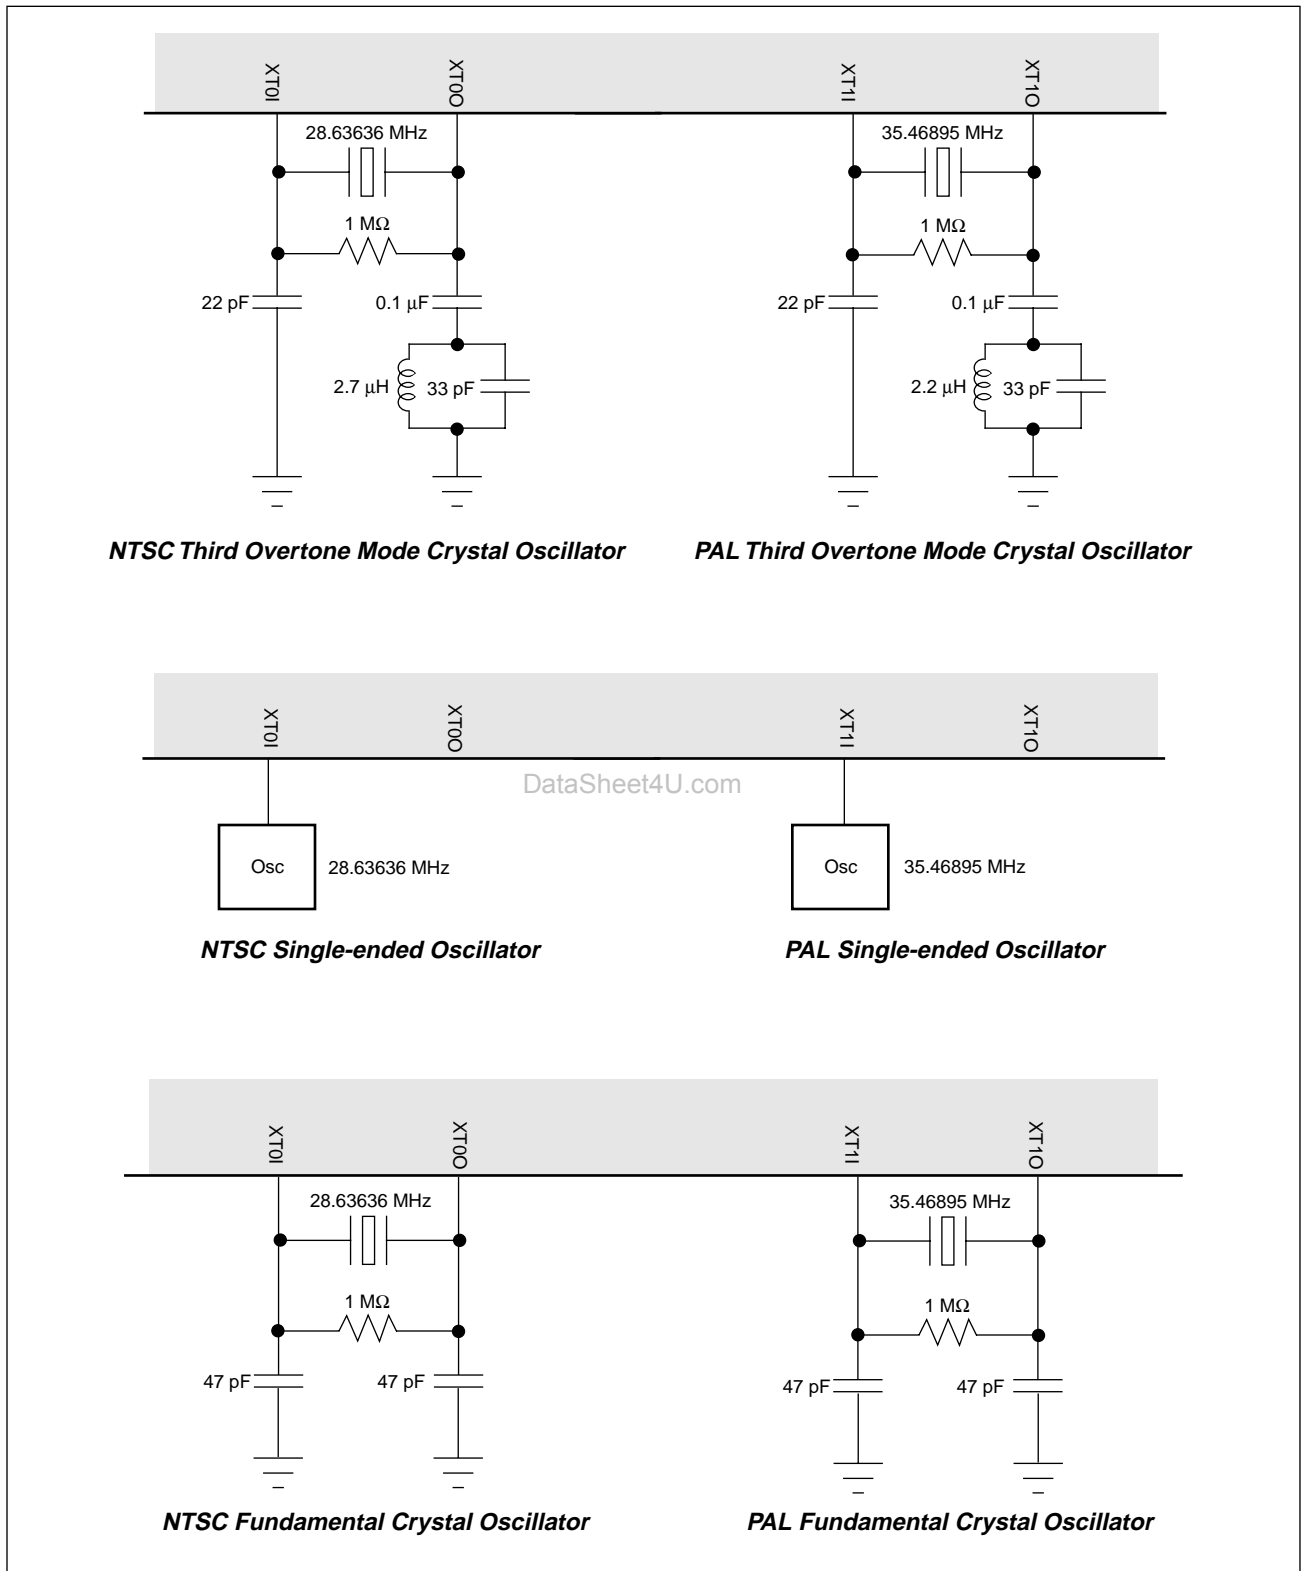 XT0I XT0O XT1I XT1O
28.63636 MHz 35.46895 MHz
1 MΩ 1 MΩ
22 pF 0.1 μF 22 pF 0.1 μF
2.7 μH 33 pF 2.2 μH 33 pF
NTSC Third Overtone Mode Crystal Oscillator PAL Third Overtone Mode Crystal Oscillator
XT0I XT0O XT1I XT1O
DataSheet4U.com
Osc 28.63636 MHz Osc 35.46895 MHz
NTSC Single-ended Oscillator PAL Single-ended Oscillator
XT0I XT0O XT1I XT1O
28.63636 MHz 35.46895 MHz
1 MΩ 1 MΩ
47 pF 47 pF 47 pF 47 pF
NTSC Fundamental Crystal Oscillator PAL Fundamental Crystal Oscillator